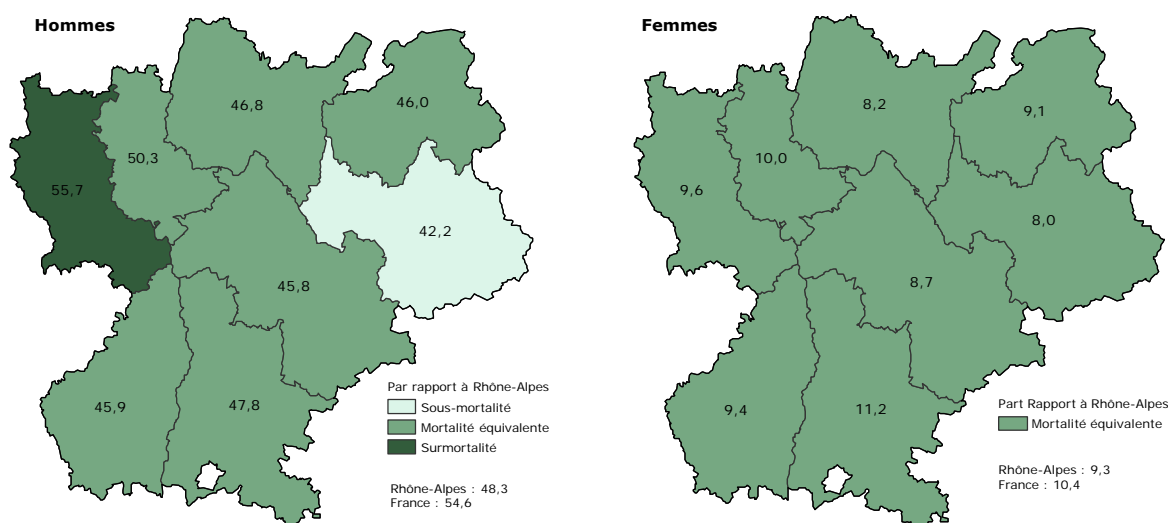 Hommes
46,8
46,0
50,3
55,7
42,2
45,8
45,9
47,8
Par rapport à Rhône-Alpes
Sous-mortalité
Mortalité équivalente
Surmortalité
Rhône-Alpes : 48,3
France : 54,6
Femmes
8,2
9,1
10,0
9,6
8,0
8,7
9,4
11,2
Part Rapport à Rhône-Alpes
Mortalité équivalente
Rhône-Alpes : 9,3
France : 10,4